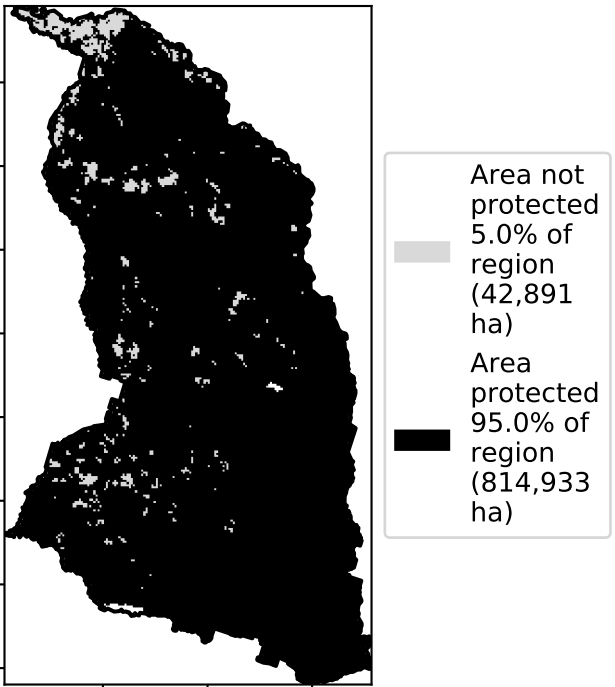 Area not
protected
5.0% of
region
(42,891
ha)
Area
protected
95.0% of
region
(814,933
ha)